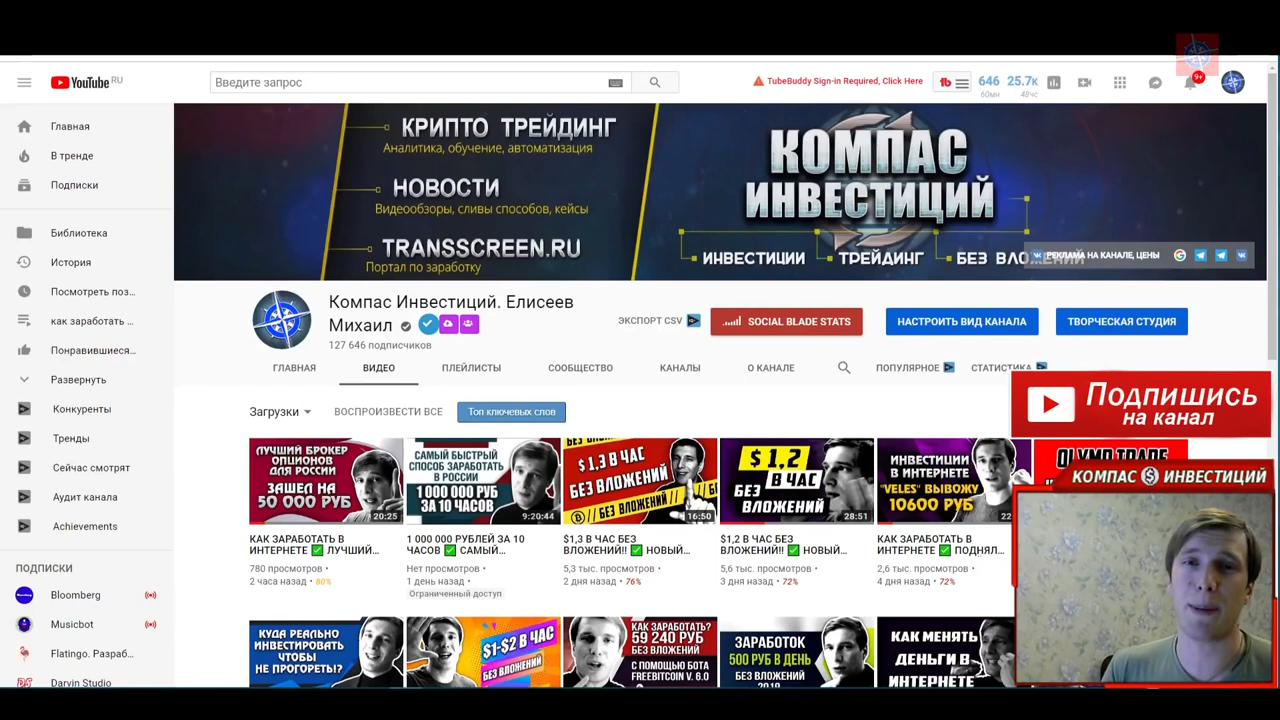 YouTube RU
Введите запрос
TubeBuddy Sign-in Required, Click Here
tb
646
60мн
25.7к
48чс
9+
Главная
В тренде
Подписки
Библиотека
История
Посмотреть поз...
как заработать ...
Понравившиеся...
Развернуть
Конкуренты
Тренды
Сейчас смотрят
Аудит канала
Achievements
ПОДПИСКИ
Bloomberg
Musicbot
Flatingo. Разраб...
Darvin Studio
КРИПТО ТРЕЙДИНГ
Аналитика, обучение, автоматизация
НОВОСТИ
Видеообзоры, сливы способов, кейсы
TRANSSCREEN.RU
Портал по заработку
КОМПАС
ИНВЕСТИЦИЙ
ИНВЕСТИЦИИ
ТРЕЙДИНГ
РЕКЛАМА НА КАНАЛЕ, ЦЕНЫ
Компас Инвестиций. Елисеев
Михаил
127 646 подписчиков
ЭКСПОРТ CSV
SOCIAL BLADE STATS
НАСТРОИТЬ ВИД КАНАЛА
ТВОРЧЕСКАЯ СТУДИЯ
ГЛАВНАЯ
ВИДЕО
ПЛЕЙЛИСТЫ
СООБЩЕСТВО
КАНАЛЫ
О КАНАЛЕ
ПОПУЛЯРНОЕ
СТАТИСТИКА
Подпишись
на канал
Загрузки
ВОСПРОИЗВЕСТИ ВСЕ
Топ ключевых слов
ЛУЧШИЙ БРОКЕР
ОПЦИОНОВ
ДЛЯ РОССИИ
ЗАШЕЛ НА
50 000 РУБ
20:25
КАК ЗАРАБОТАТЬ В
ИНТЕРНЕТЕ ✅ ЛУЧШИЙ...
780 просмотров
2 часа назад • 80%
САМЫЙ БЫСТРЫЙ
СПОСОБ ЗАРАБОТАТЬ
В РОССИИ
1 000 000 РУБ
ЗА 10 ЧАСОВ
9:20:44
1 000 000 РУБЛЕЙ ЗА 10
ЧАСОВ ✅ САМЫЙ...
Нет просмотров •
1 день назад
Ограниченный доступ
$ 1,3 В ЧАС
БЕЗ ВЛОЖЕНИЙ!
// БЕЗ ВЛОЖЕНИЙ //
16:50
$1,3 В ЧАС БЕЗ
ВЛОЖЕНИЙ!! ✅ НОВЫЙ...
5,3 тыс. просмотров •
2 дня назад • 76%
$ 1,2
В ЧАС
БЕЗ
ВЛОЖЕНИЙ
28:51
$1,2 В ЧАС БЕЗ
ВЛОЖЕНИЙ!! ✅ НОВЫЙ...
5,6 тыс. просмотров •
3 дня назад • 72%
ИНВЕСТИЦИИ
В ИНТЕРНЕТЕ
"VELES" ВЫВОЖУ
10600 РУБ
КАК ЗАРАБОТАТЬ В
ИНТЕРНЕТЕ ✅ ПОДНЯЛ...
2,6 тыс. просмотров •
4 дня назад • 72%
OLYMP TRADE
КОМПАС $ ИНВЕСТИЦИЙ
КУДА РЕАЛЬНО
ИНВЕСТИРОВАТЬ
ЧТОБЫ
НЕ ПРОГОРЕТЬ?
$1-$2 В ЧАС
БЕЗ ВЛОЖЕНИЙ
КАК ЗАРАБОТАТЬ?
59 240 РУБ
БЕЗ ВЛОЖЕНИЙ
С ПОМОЩЬЮ БОТА
FREEBITCOIN V. 6.0
ЗАРАБОТОК
500 РУБ В ДЕНЬ
БЕЗ ВЛОЖЕНИЙ
2019
КАК МЕНЯТЬ
ДЕНЬГИ В
ИНТЕРНЕТЕ